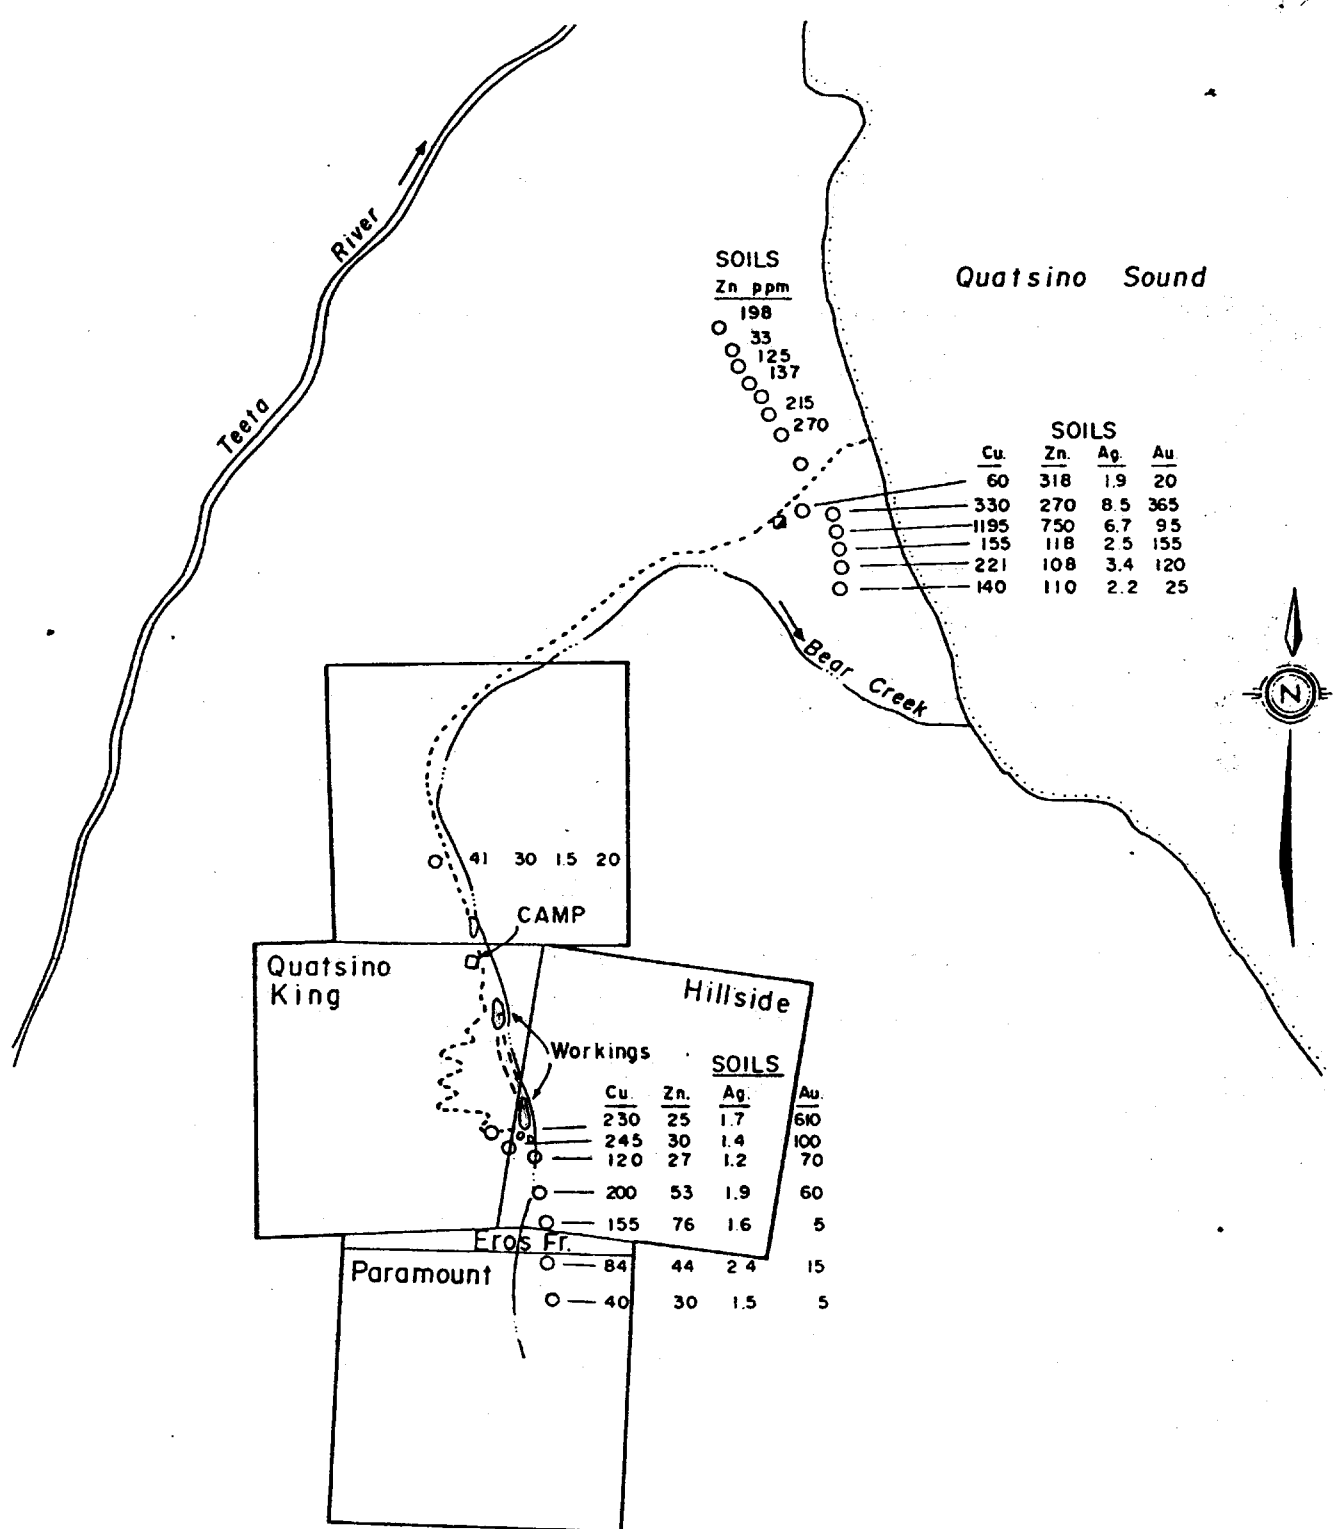 River
Teeta
Quatsino Sound
SOILS
Zn ppm
198
33
125
137
215
270
SOILS
Cu. Zn. Ag. Au.
60 318 1.9 20
330 270 8.5 365
1195 750 6.7 95
155 118 2.5 155
221 108 3.4 120
140 110 2.2 25
Bear Creek
N
41 30 1.5 20
CAMP
Quatsino
King
Hillside
Workings
SOILS
Cu. Zn. Ag. Au.
230 25 1.7 610
245 30 1.4 100
120 27 1.2 70
200 53 1.9 60
155 76 1.6 5
Eros Fr.
84 44 2 4 15
Paramount
40 30 1.5 5